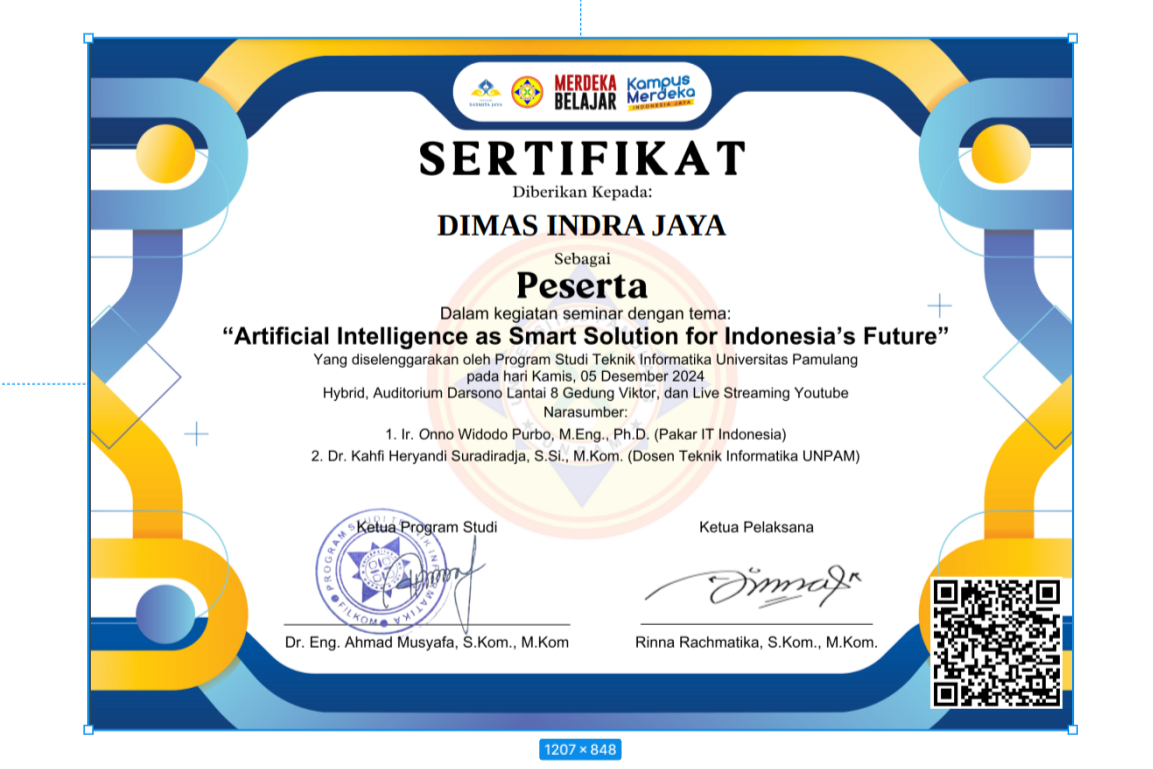 SASMITA JAYA
MERDEKA
BELAJAR
Kampus
Merdeka
INDONESIA JAYA
SERTIFIKAT
Diberikan Kepada:
DIMAS INDRA JAYA
Sebagai
Peserta
Dalam kegiatan seminar dengan tema:
“Artificial Intelligence as Smart Solution for Indonesia’s Future”
Yang diselenggarakan oleh Program Studi Teknik Informatika Universitas Pamulang
pada hari Kamis, 05 Desember 2024
Hybrid, Auditorium Darsono Lantai 8 Gedung Viktor, dan Live Streaming Youtube
Narasumber:
1. Ir. Onno Widodo Purbo, M.Eng., Ph.D. (Pakar IT Indonesia)
2. Dr. Kahfi Heryandi Suradiradja, S.Si., M.Kom. (Dosen Teknik Informatika UNPAM)
Ketua Program Studi
Ketua Pelaksana
PROGRAM STUDI TEKNIK INFORMATIKA
FILKOM
Dr. Eng. Ahmad Musyafa, S.Kom., M.Kom
Rinna Rachmatika, S.Kom., M.Kom.
1207 × 848